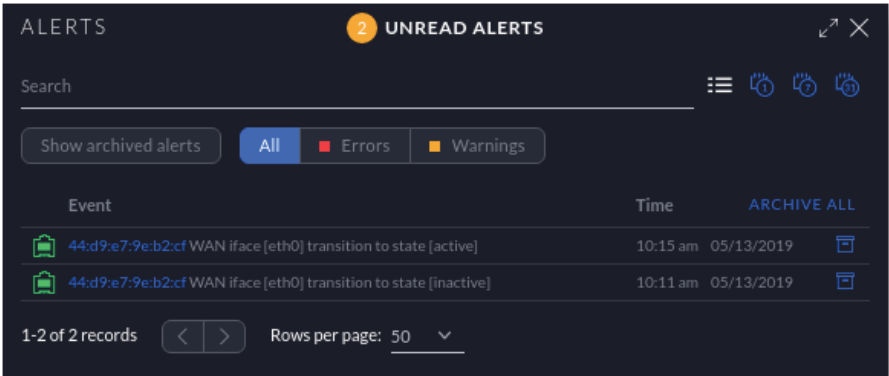 ALERTS 2 UNREAD ALERTS
Search 1 7 31
Show archived alerts All Errors Warnings
Event Time ARCHIVE ALL
44:d9:e7:9e:b2:cf WAN iface [eth0] transition to state [active] 10:15 am 05/13/2019
44:d9:e7:9e:b2:cf WAN iface [eth0] transition to state [inactive] 10:11 am 05/13/2019
1-2 of 2 records Rows per page: 50